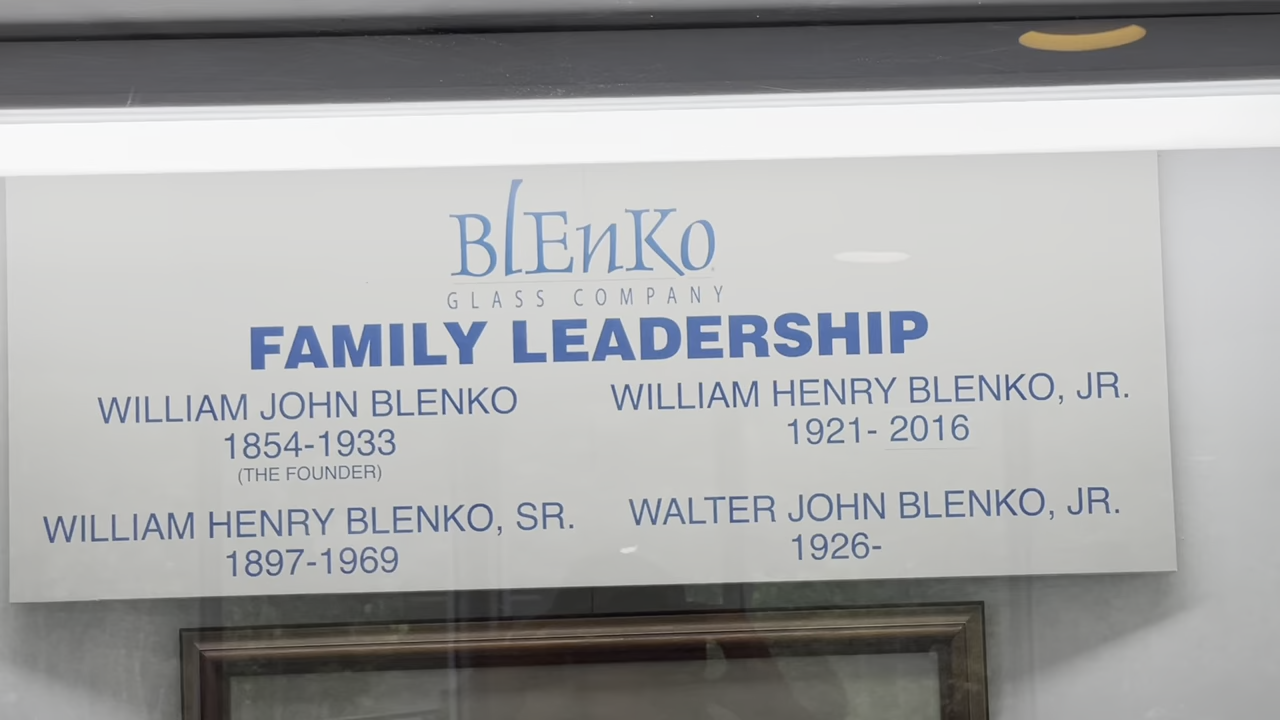 BlEnKo
GLASS COMPANY
FAMILY LEADERSHIP
WILLIAM JOHN BLENKO
1854-1933
(THE FOUNDER)
WILLIAM HENRY BLENKO, SR.
1897-1969
WILLIAM HENRY BLENKO, JR.
1921- 2016
WALTER JOHN BLENKO, JR.
1926-